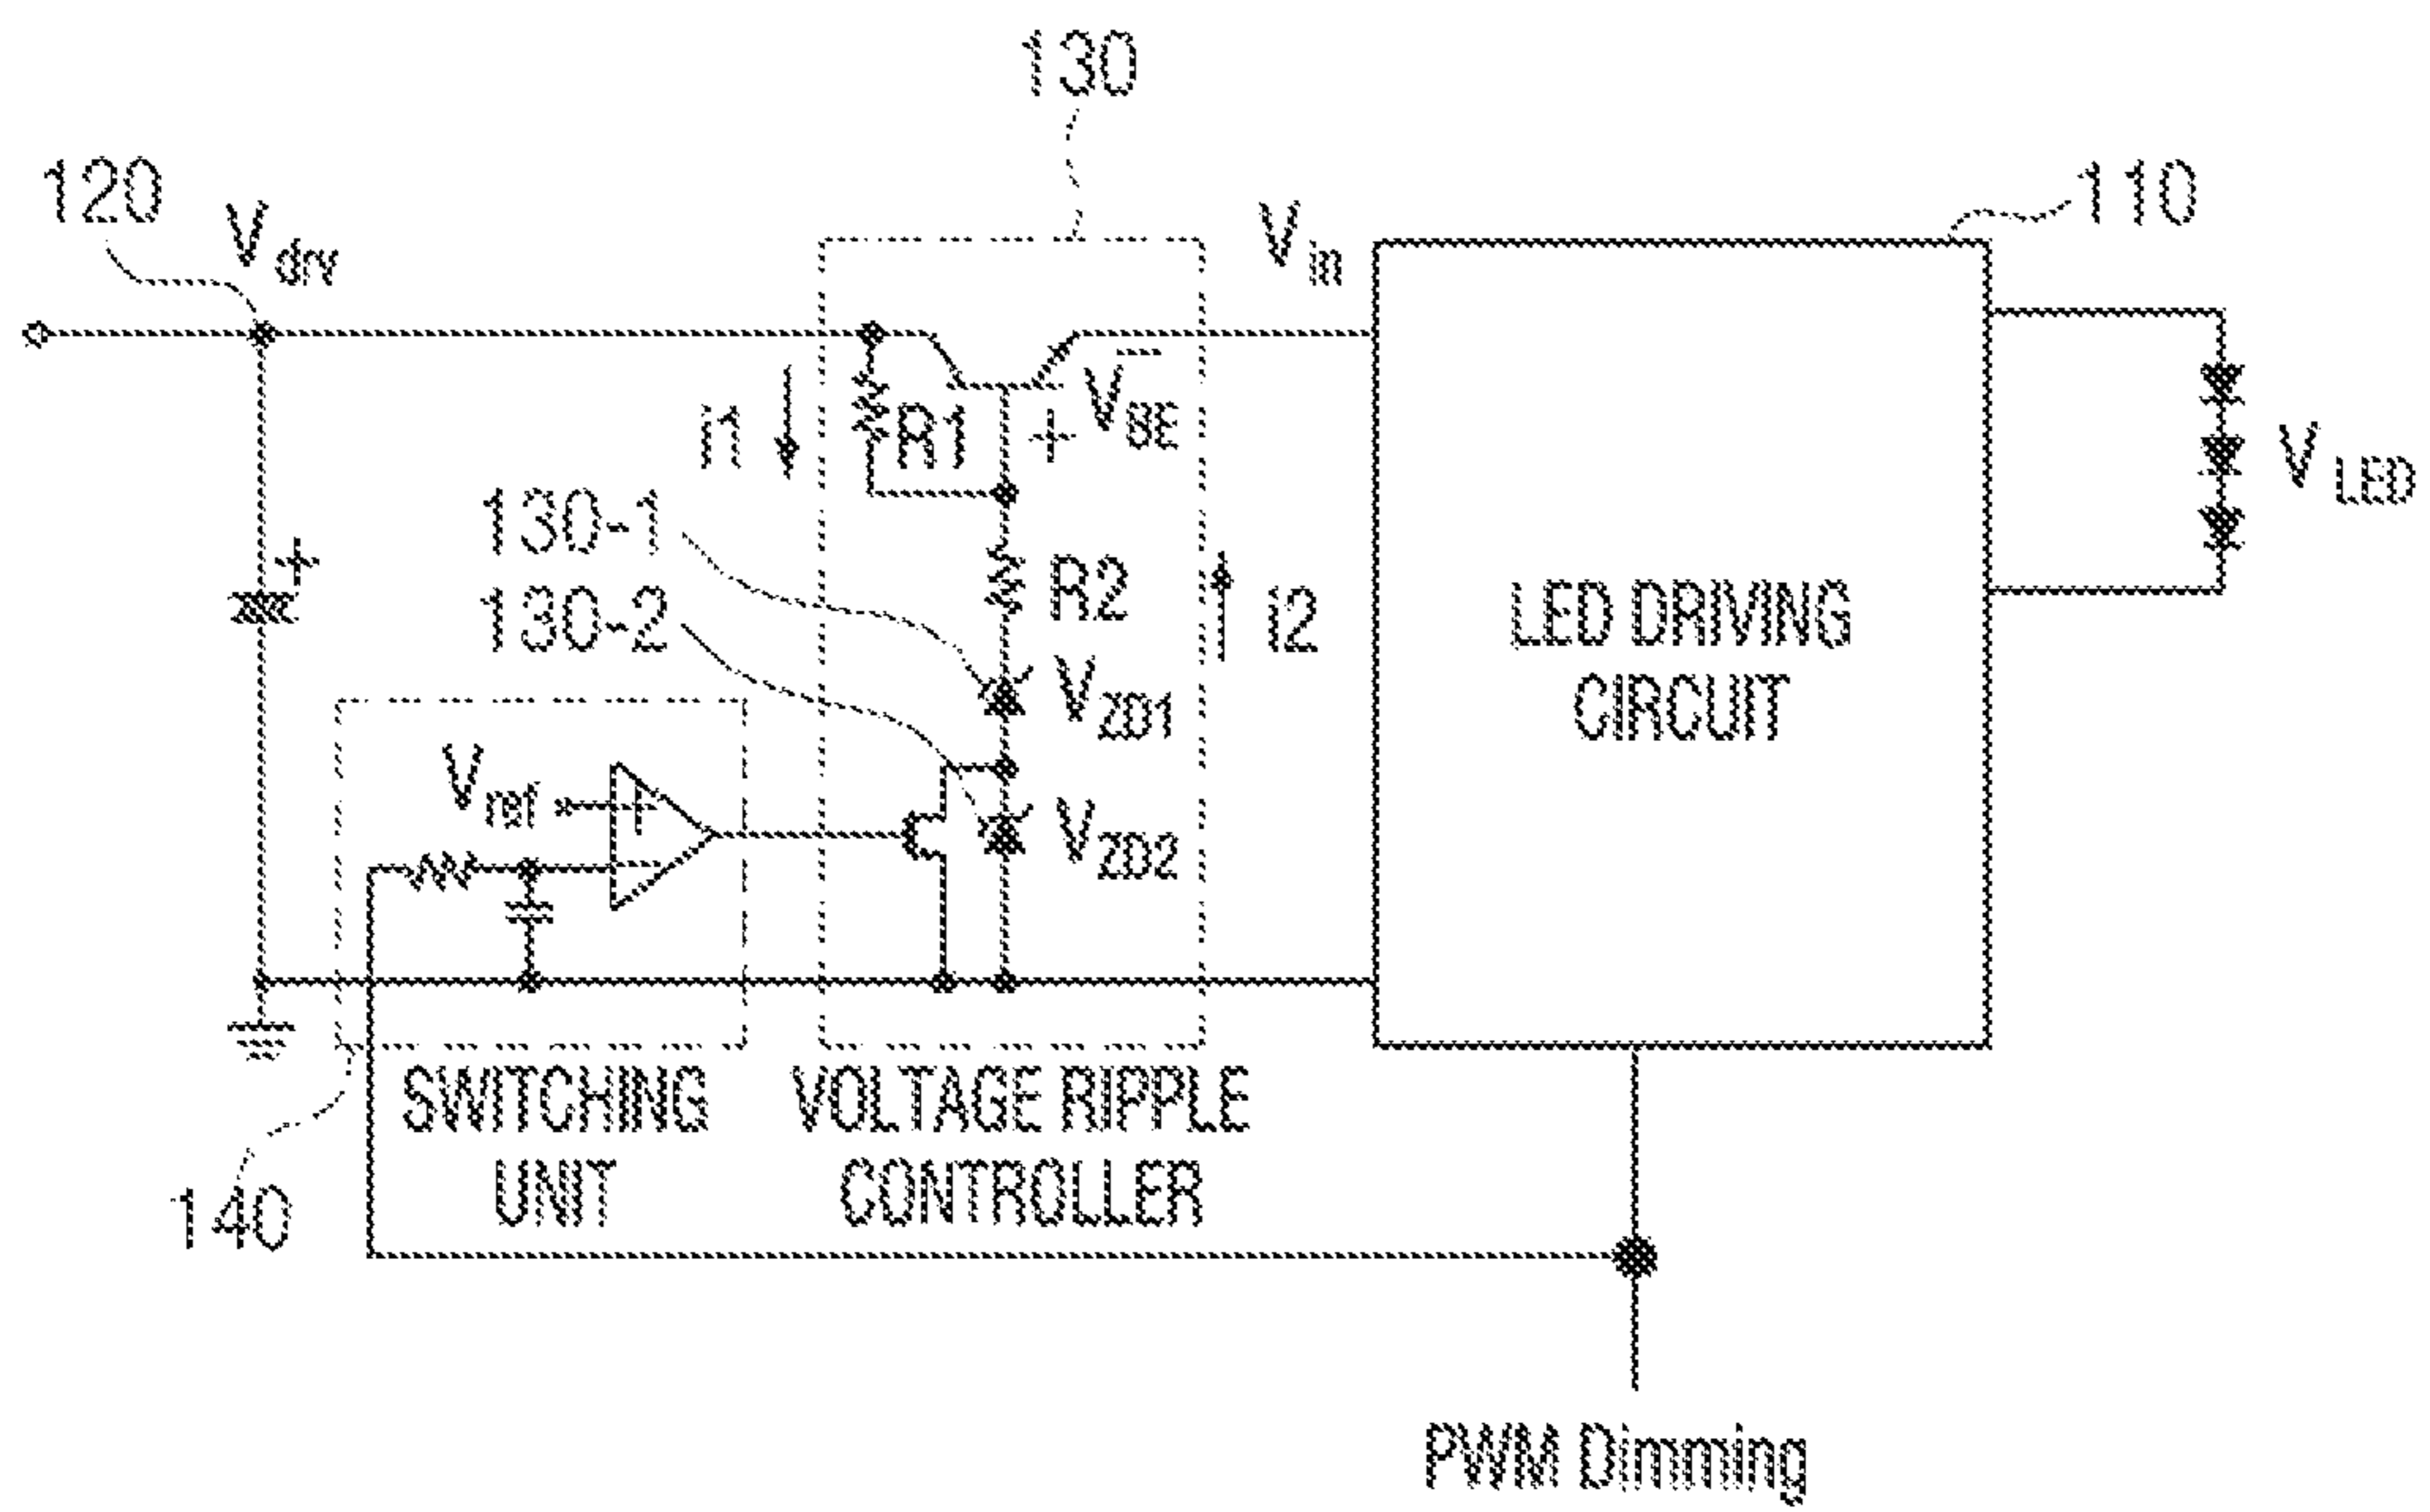 130
120
Vdrv
Vin
110
i1
R1
+
VBE
−
130-1
130-2
+
R2
i2
VLED
LED DRIVING
CIRCUIT
VZD1
Vref
+
−
VZD2
SWITCHING
UNIT
VOLTAGE RIPPLE
CONTROLLER
140
PWM Dimming